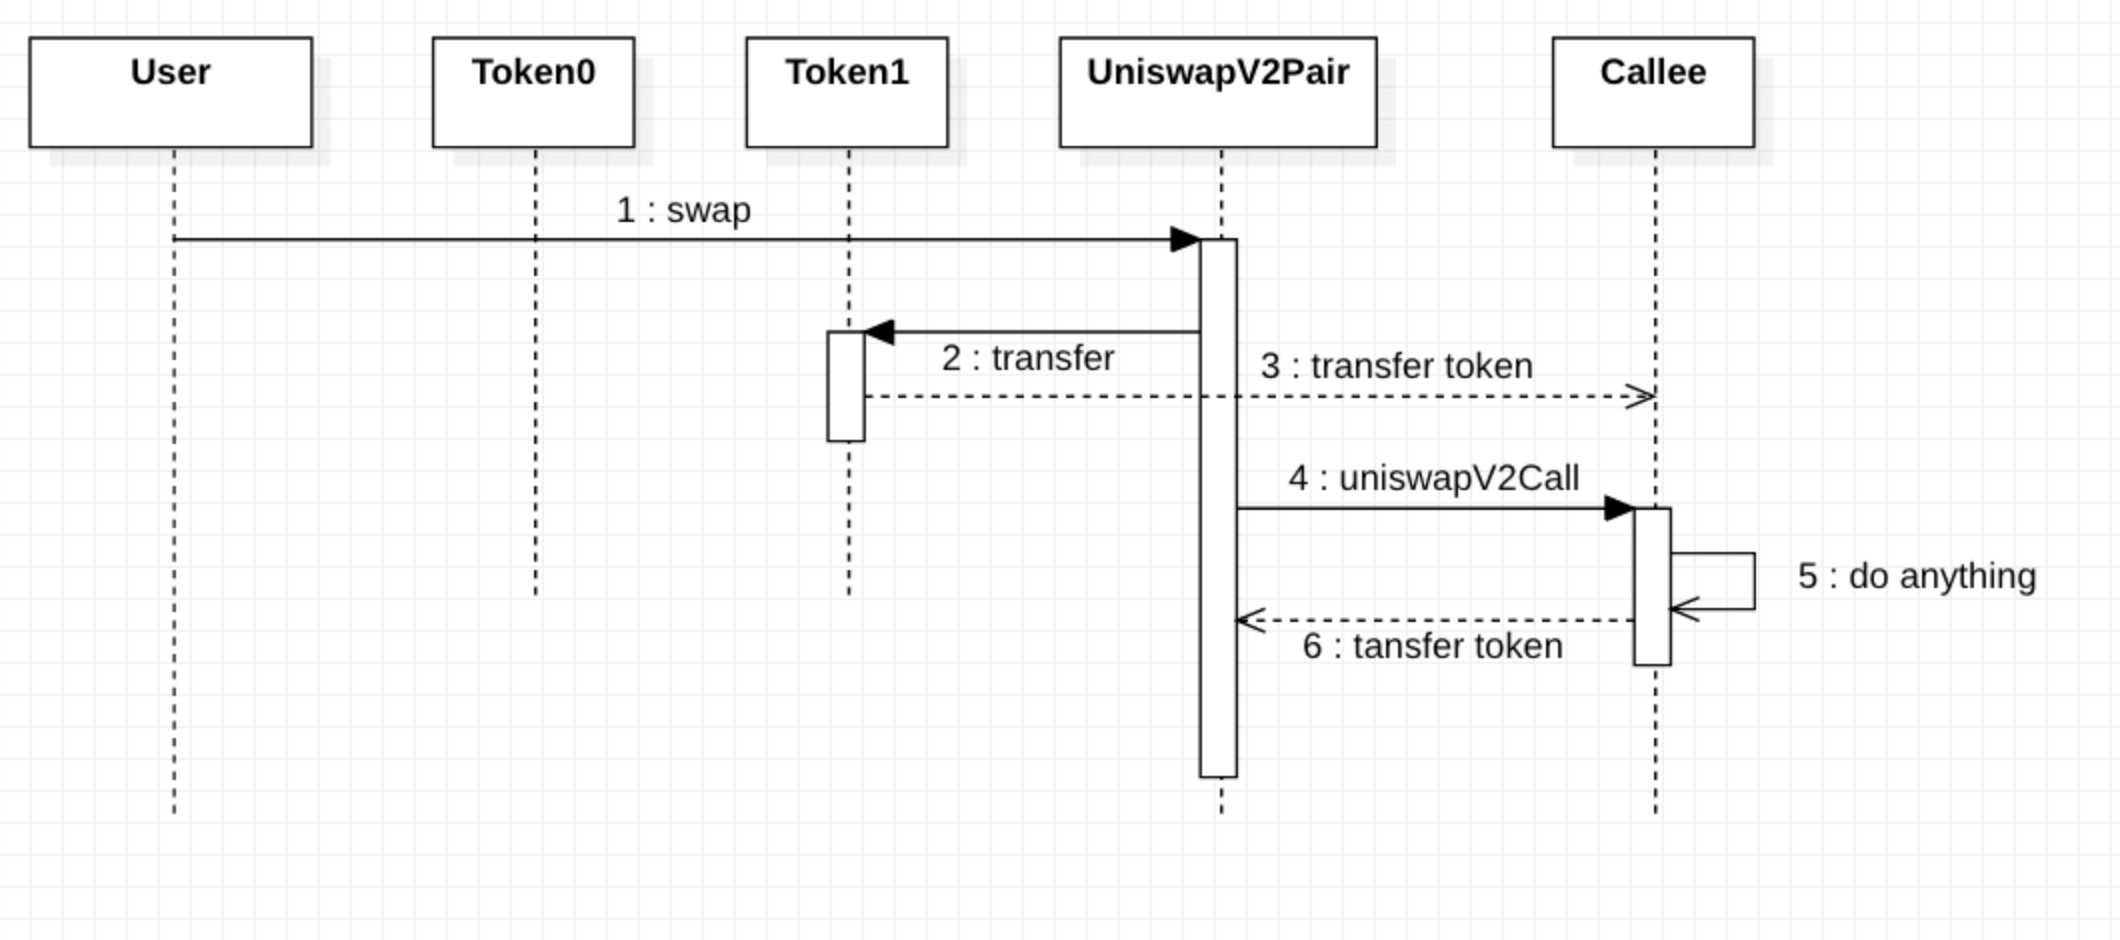 User
Token0
Token1
UniswapV2Pair
Callee
1 : swap
2 : transfer
3 : transfer token
4 : uniswapV2Call
5 : do anything
6 : tansfer token